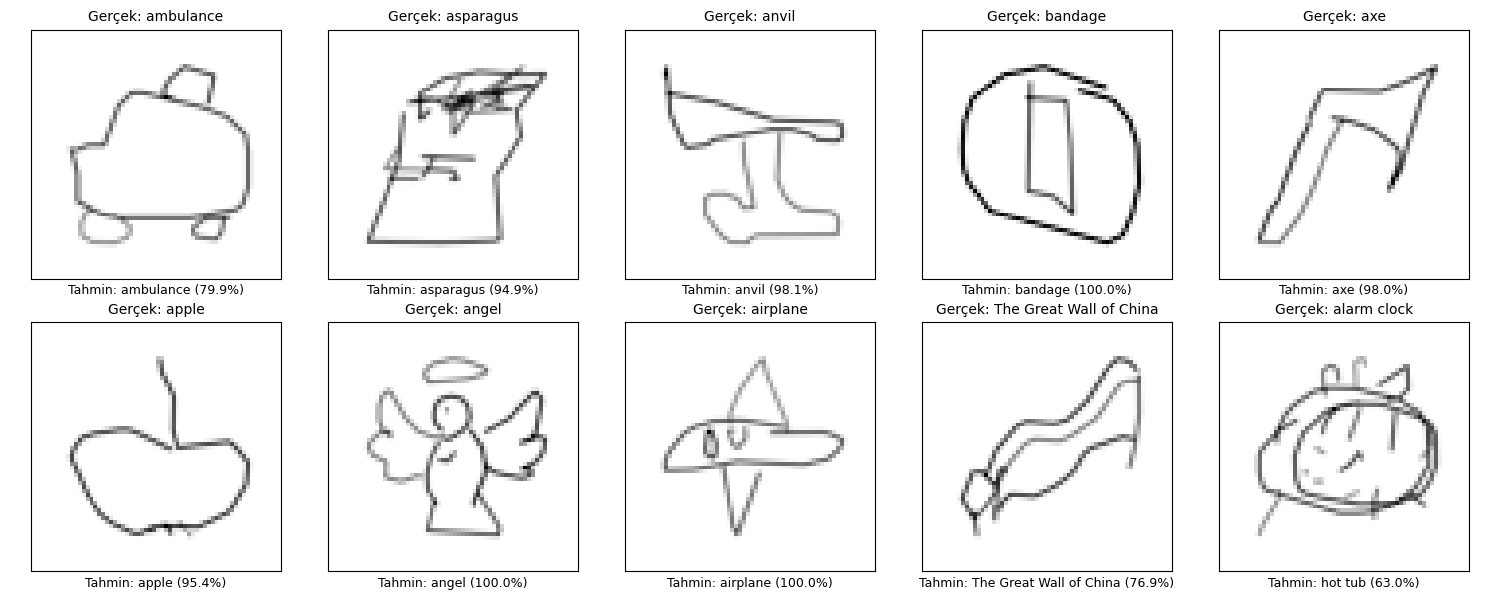 Gerçek: ambulance
Gerçek: asparagus
Gerçek: anvil
Gerçek: bandage
Gerçek: axe
Tahmin: ambulance (79.9%)
Tahmin: asparagus (94.9%)
Tahmin: anvil (98.1%)
Tahmin: bandage (100.0%)
Tahmin: axe (98.0%)
Gerçek: apple
Gerçek: angel
Gerçek: airplane
Gerçek: The Great Wall of China
Gerçek: alarm clock
Tahmin: apple (95.4%)
Tahmin: angel (100.0%)
Tahmin: airplane (100.0%)
Tahmin: The Great Wall of China (76.9%)
Tahmin: hot tub (63.0%)